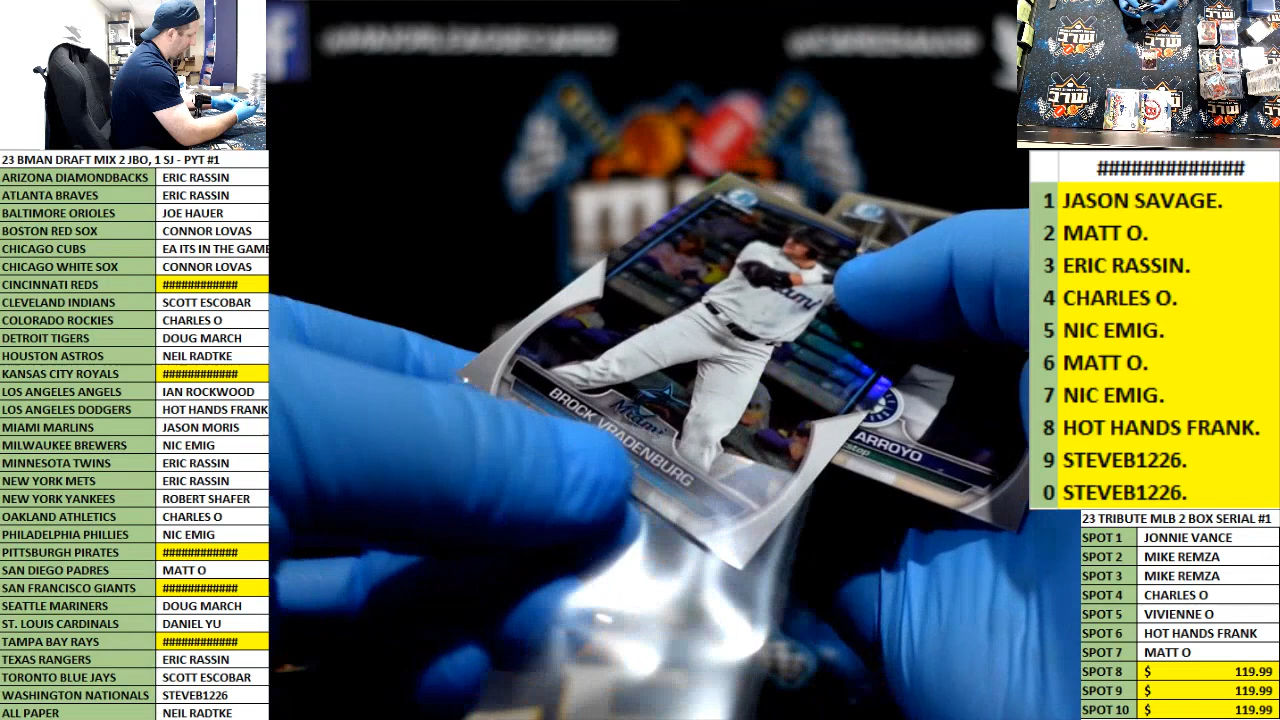 23 BMAN DRAFT MIX 2 JBO, 1 SJ - PYT #1
ARIZONA DIAMONDBACKS ERIC RASSIN
ATLANTA BRAVES ERIC RASSIN
BALTIMORE ORIOLES JOE HAUER
BOSTON RED SOX CONNOR LOVAS
CHICAGO CUBS EA ITS IN THE GAME
CHICAGO WHITE SOX CONNOR LOVAS
CINCINNATI REDS ############
CLEVELAND INDIANS SCOTT ESCOBAR
COLORADO ROCKIES CHARLES O
DETROIT TIGERS DOUG MARCH
HOUSTON ASTROS NEIL RADTKE
KANSAS CITY ROYALS ############
LOS ANGELES ANGELS IAN ROCKWOOD
LOS ANGELES DODGERS HOT HANDS FRANK
MIAMI MARLINS JASON MORIS
MILWAUKEE BREWERS NIC EMIG
MINNESOTA TWINS ERIC RASSIN
NEW YORK METS ERIC RASSIN
NEW YORK YANKEES ROBERT SHAFER
OAKLAND ATHLETICS CHARLES O
PHILADELPHIA PHILLIES NIC EMIG
PITTSBURGH PIRATES ############
SAN DIEGO PADRES MATT O
SAN FRANCISCO GIANTS ############
SEATTLE MARINERS DOUG MARCH
ST. LOUIS CARDINALS DANIEL YU
TAMPA BAY RAYS ############
TEXAS RANGERS ERIC RASSIN
TORONTO BLUE JAYS SCOTT ESCOBAR
WASHINGTON NATIONALS STEVEB1226
ALL PAPER NEIL RADTKE
Miami
Miami
BROCK VRADENBURG
ARROYO
##############
1 JASON SAVAGE.
2 MATT O.
3 ERIC RASSIN.
4 CHARLES O.
5 NIC EMIG.
6 MATT O.
7 NIC EMIG.
8 HOT HANDS FRANK.
9 STEVEB1226.
0 STEVEB1226.
23 TRIBUTE MLB 2 BOX SERIAL #1
SPOT 1 JONNIE VANCE
SPOT 2 MIKE REMZA
SPOT 3 MIKE REMZA
SPOT 4 CHARLES O
SPOT 5 VIVIENNE O
SPOT 6 HOT HANDS FRANK
SPOT 7 MATT O
SPOT 8 $ 119.99
SPOT 9 $ 119.99
SPOT 10 $ 119.99